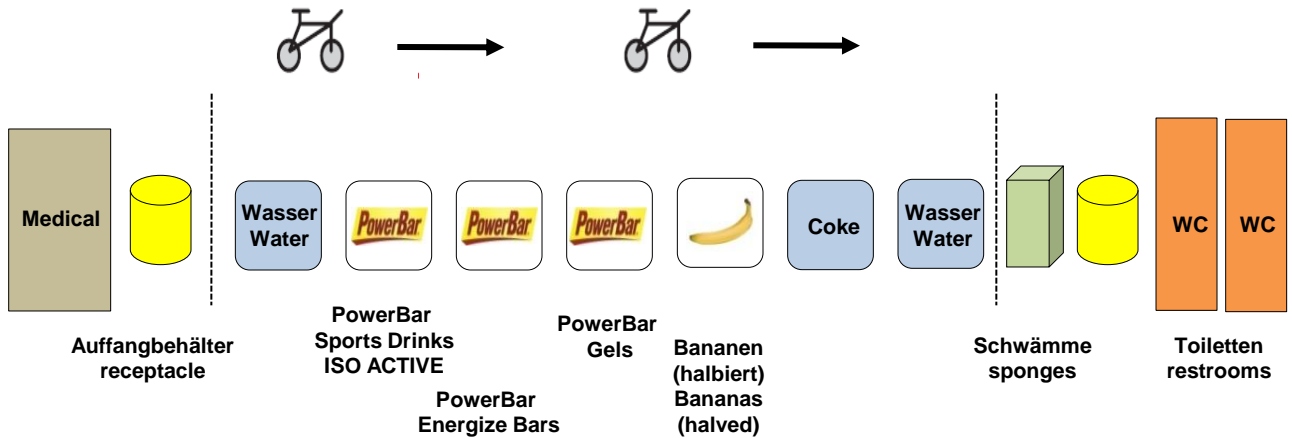 Medical
Wasser
Water
PowerBar
PowerBar
PowerBar
Coke
Wasser
Water
WC
WC
Auffangbehälter
receptacle
PowerBar
Sports Drinks
ISO ACTIVE
PowerBar
Energize Bars
PowerBar
Gels
Bananen
(halbiert)
Bananas
(halved)
Schwämme
sponges
Toiletten
restrooms